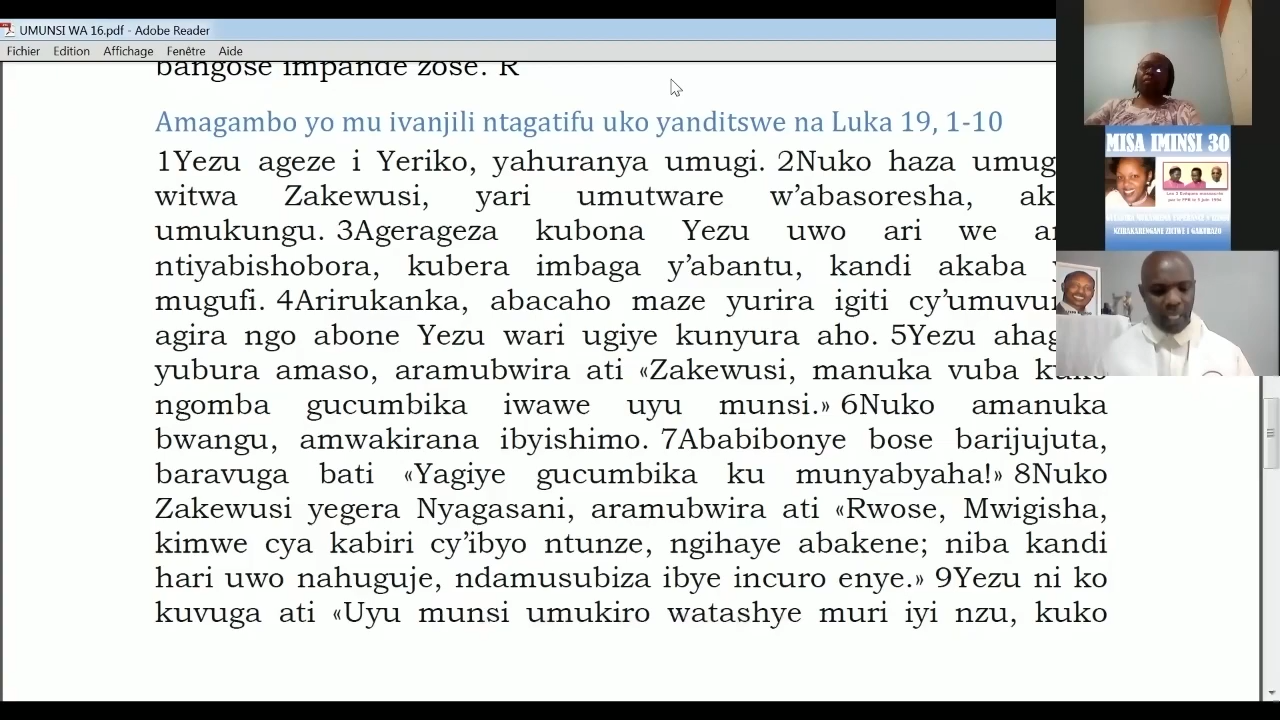 UMUNSI WA 16.pdf - Adobe Reader
Fichier Edition Affichage Fenêtre Aide
bangose impande zose. R
Amagambo yo mu ivanjili ntagatifu uko yanditswe na Luka 19, 1-10
1Yezu ageze i Yeriko, yahuranya umugi. 2Nuko haza
witwa Zakewusi, yari umutware w’abasoresha,
umukungu. 3Agerageza kubona Yezu uwo ari we
ntiyabishobora, kubera imbaga y’abantu, kandi akaba
mugufi. 4Arirukanka, abacaho maze yurira igiti
agira ngo abone Yezu wari ugiye kunyura aho. 5Yezu
yubura amaso, aramubwira ati «Zakewusi, manuka vuba kuko
ngomba gucumbika iwawe uyu munsi.» 6Nuko amanuka
bwangu, amwakirana ibyishimo. 7Ababibonye bose barijujuta,
baravuga bati «Yagiye gucumbika ku munyabyaha!» 8Nuko
Zakewusi yegera Nyagasani, aramubwira ati «Rwose, Mwigisha,
kimwe cya kabiri cy’ibyo ntunze, ngihaye abakene; niba kandi
hari uwo nahuguje, ndamusubiza ibye incuro enye.» 9Yezu ni ko
kuvuga ati «Uyu munsi umukiro watashye muri iyi nzu, kuko
MISA IMINSI 30